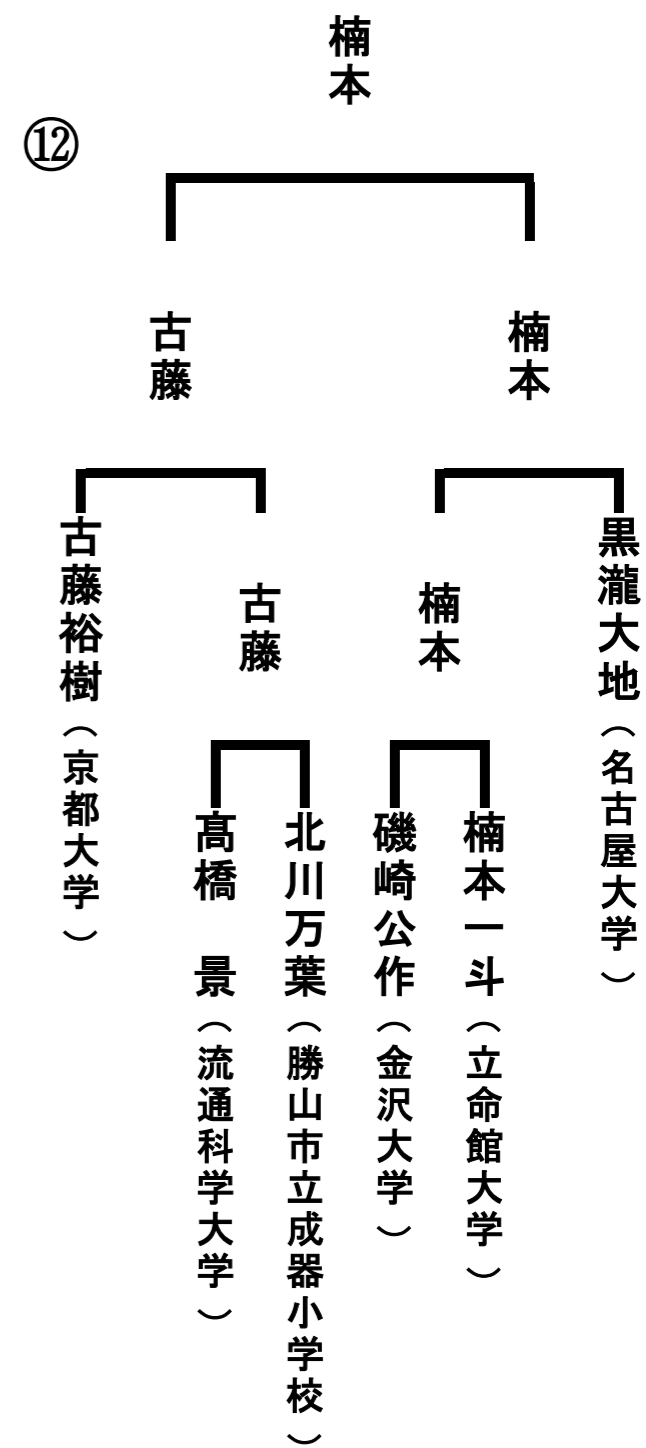 楠本
⑫
古藤
楠本
古藤裕樹（京都大学）
古藤
楠本
黒瀧大地（名古屋大学）
髙橋　景（流通科学大学）
北川万葉（勝山市立成器小学校）
磯崎公作（金沢大学）
楠本一斗（立命館大学）